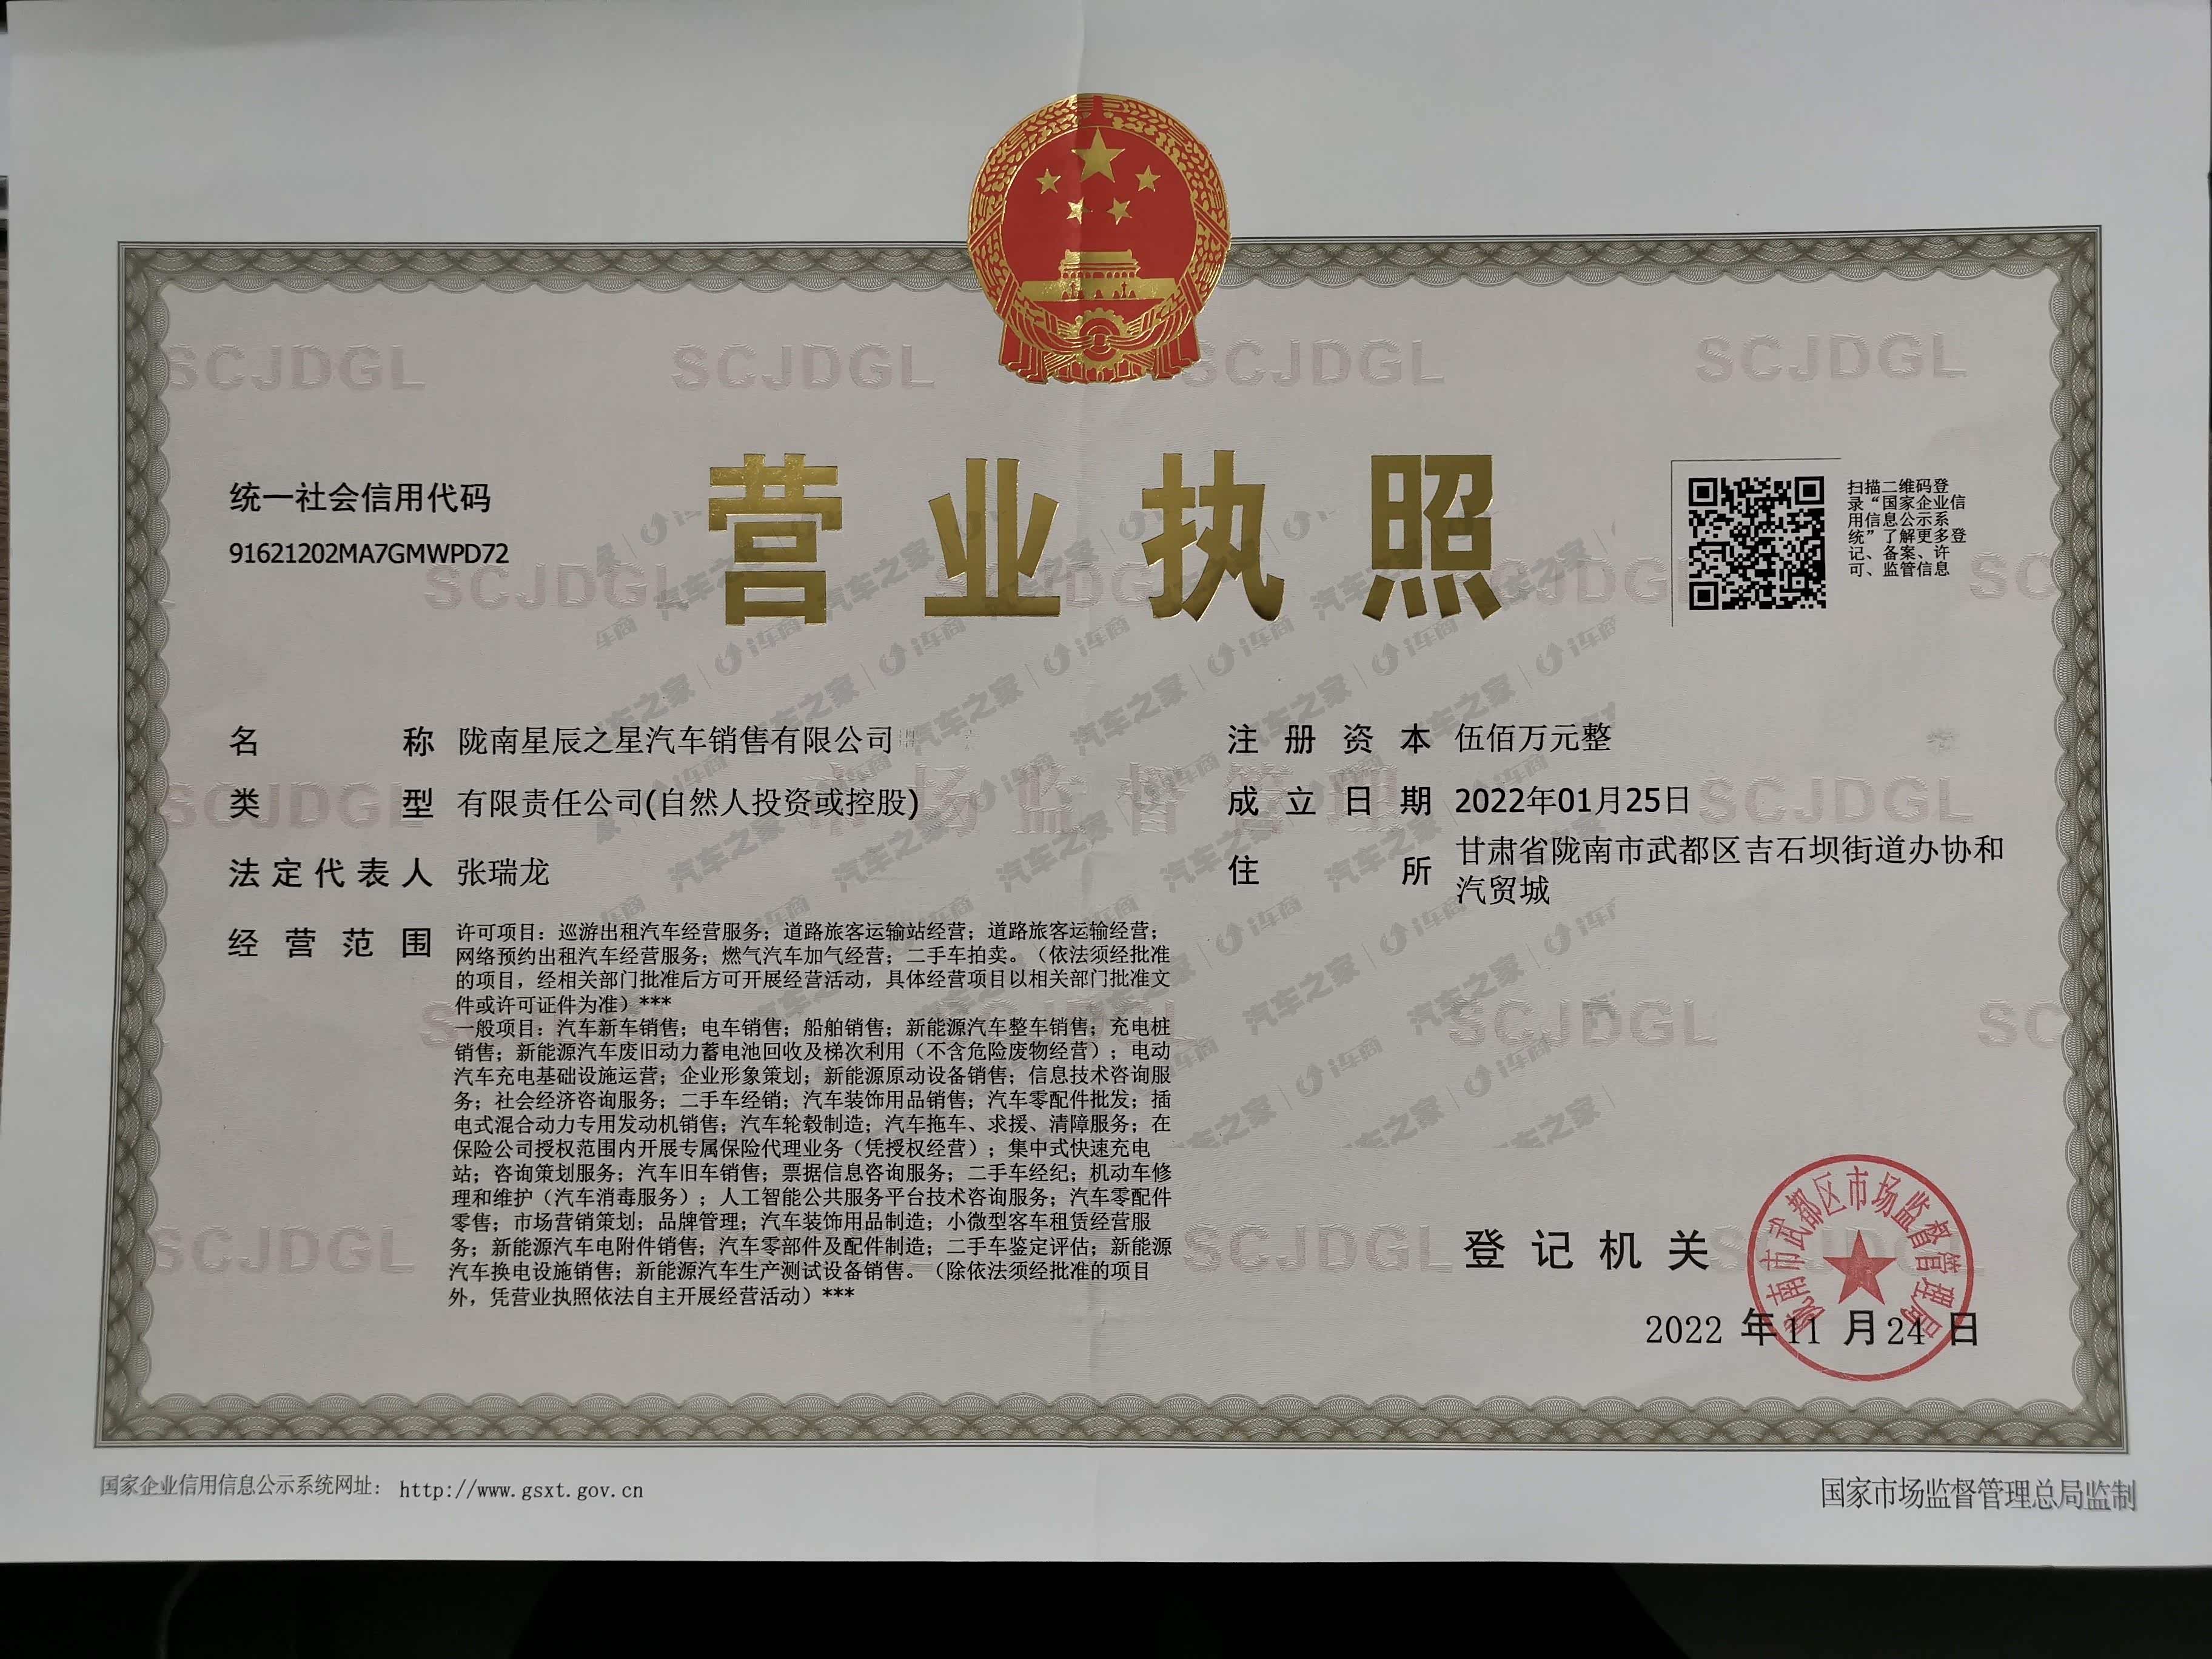 营业执照
统一社会信用代码
91621202MA7GMWPD72
扫描二维码登
录“国家企业信
用信息公示系
统”了解更多登
记、备案、许
可、监管信息
名称 陇南星辰之星汽车销售有限公司
类型 有限责任公司(自然人投资或控股)
法定代表人 张瑞龙
经营范围 许可项目：巡游出租汽车经营服务；道路旅客运输站经营；道路旅客运输经营；
网络预约出租汽车经营服务；燃气汽车加气经营；二手车拍卖。（依法须经批准
的项目，经相关部门批准后方可开展经营活动，具体经营项目以相关部门批准文
件或许可证件为准）***
一般项目：汽车新车销售；电车销售；船舶销售；新能源汽车整车销售；充电桩
销售；新能源汽车废旧动力蓄电池回收及梯次利用（不含危险废物经营）；电动
汽车充电基础设施运营；企业形象策划；新能源原动设备销售；信息技术咨询服
务；社会经济咨询服务；二手车经销；汽车装饰用品销售；汽车零配件批发；插
电式混合动力专用发动机销售；汽车轮毂制造；汽车拖车、求援、清障服务；在
保险公司授权范围内开展专属保险代理业务（凭授权经营）；集中式快速充电
站；咨询策划服务；汽车旧车销售；票据信息咨询服务；二手车经纪；机动车修
理和维护（汽车消毒服务）；人工智能公共服务平台技术咨询服务；汽车零配件
零售；市场营销策划；品牌管理；汽车装饰用品制造；小微型客车租赁经营服
务；新能源汽车电附件销售；汽车零部件及配件制造；二手车鉴定评估；新能源
汽车换电设施销售；新能源汽车生产测试设备销售。（除依法须经批准的项目
外，凭营业执照依法自主开展经营活动）***
注册资本 伍佰万元整
成立日期 2022年01月25日
住所 甘肃省陇南市武都区吉石坝街道办协和
汽贸城
登记机关
陇南市武都区市场监督管理局
2022 年 11 月 24 日
国家企业信用信息公示系统网址： http://www.gsxt.gov.cn
国家市场监督管理总局监制
SCJDGL
市场监督管理
汽车之家 | i车商